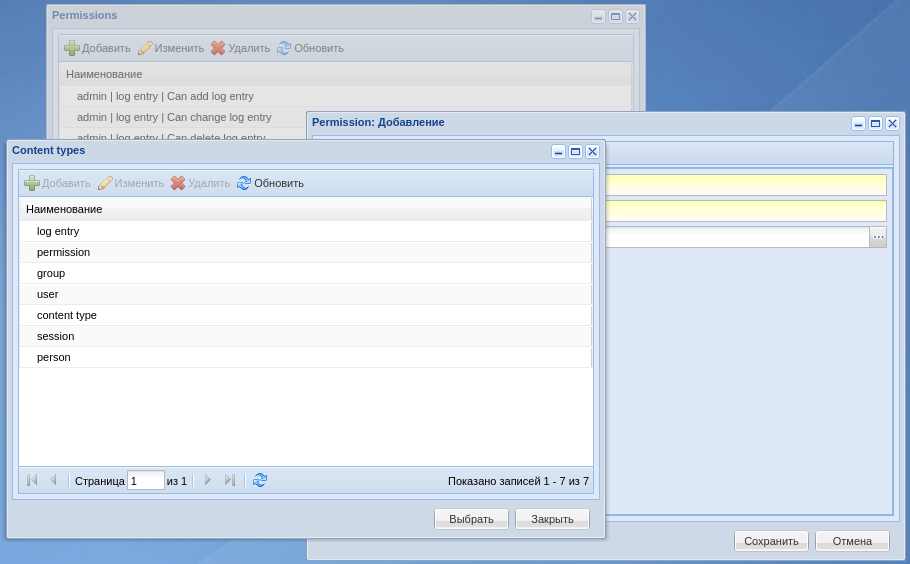 Permissions
Добавить Изменить Удалить Обновить
Наименование
admin | log entry | Can add log entry
admin | log entry | Can change log entry
admin | log entry | Can delete log entry
Permission: Добавление
Content types
Добавить Изменить Удалить Обновить
Наименование
log entry
permission
group
user
content type
session
person
Страница 1 из 1 Показано записей 1 - 7 из 7
Выбрать Закрыть
Сохранить Отмена